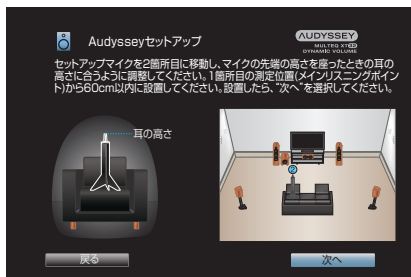 Audysseyセットアップ
AUDYSSEY
MULTEQ XT32
DYNAMIC VOLUME
セットアップマイクを2箇所目に移動し、マイクの先端の高さを座ったときの耳の
高さに合うように調整してください。1箇所目の測定位置(メインリスニングポイン
ト)から60cm以内に設置してください。設置したら、“次へ”を選択してください。
耳の高さ
戻る
次へ